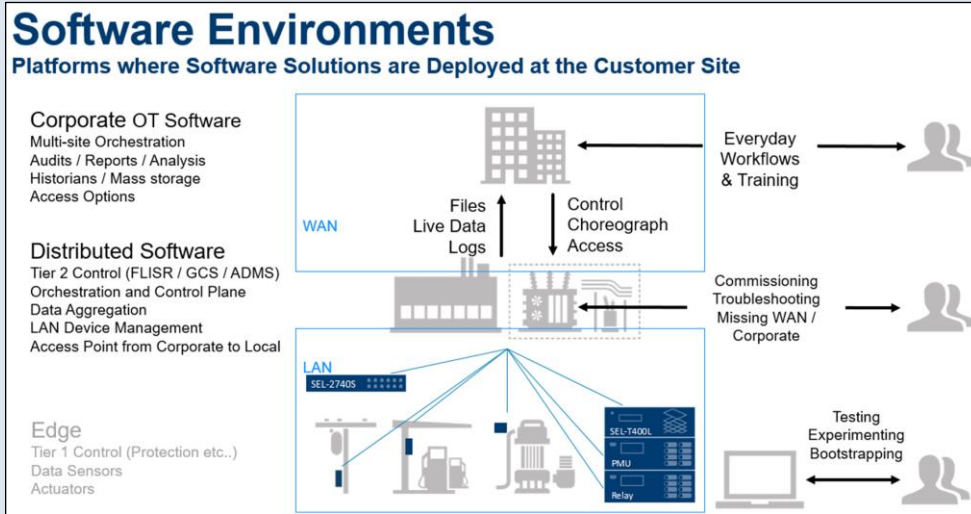 Software Environments
Platforms where Software Solutions are Deployed at the Customer Site
Corporate OT Software
Multi-site Orchestration
Audits / Reports / Analysis
Historians / Mass storage
Access Options
Distributed Software
Tier 2 Control (FLISR / GCS / ADMS)
Orchestration and Control Plane
Data Aggregation
LAN Device Management
Access Point from Corporate to Local
Edge
Tier 1 Control (Protection etc..)
Data Sensors
Actuators
WAN
Files
Live Data
Logs
Control
Choreograph
Access
LAN
SEL-2740S
SEL-T400L
PMU
Relay
Everyday
Workflows
& Training
Commissioning
Troubleshooting
Missing WAN /
Corporate
Testing
Experimenting
Bootstrapping